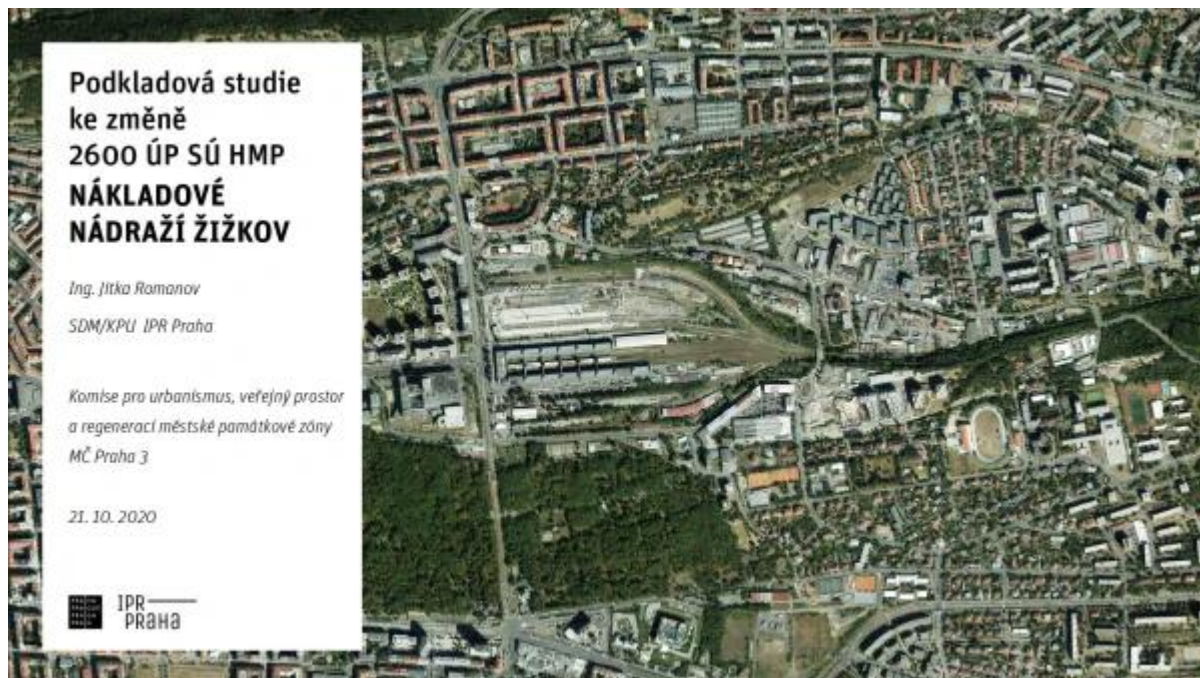 Podkladová studie
ke změně
2600 ÚP SÚ HMP
NÁKLADOVÉ
NÁDRAŽÍ ŽIŽKOV
Ing. Jitka Romanov
SDM/KPU IPR Praha
Komise pro urbanismus, veřejný prostor
a regeneraci městské památkové zóny
MČ Praha 3
21. 10. 2020
IPR
PRAHA